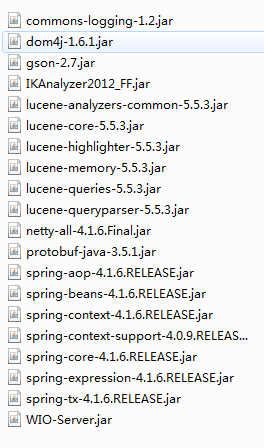 commons-logging-1.2.jar
dom4j-1.6.1.jar
gson-2.7.jar
IKAnalyzer2012_FF.jar
lucene-analyzers-common-5.5.3.jar
lucene-core-5.5.3.jar
lucene-highlighter-5.5.3.jar
lucene-memory-5.5.3.jar
lucene-queries-5.5.3.jar
lucene-queryparser-5.5.3.jar
netty-all-4.1.6.Final.jar
protobuf-java-3.5.1.jar
spring-aop-4.1.6.RELEASE.jar
spring-beans-4.1.6.RELEASE.jar
spring-context-4.1.6.RELEASE.jar
spring-context-support-4.0.9.RELEAS...
spring-core-4.1.6.RELEASE.jar
spring-expression-4.1.6.RELEASE.jar
spring-tx-4.1.6.RELEASE.jar
WIO-Server.jar